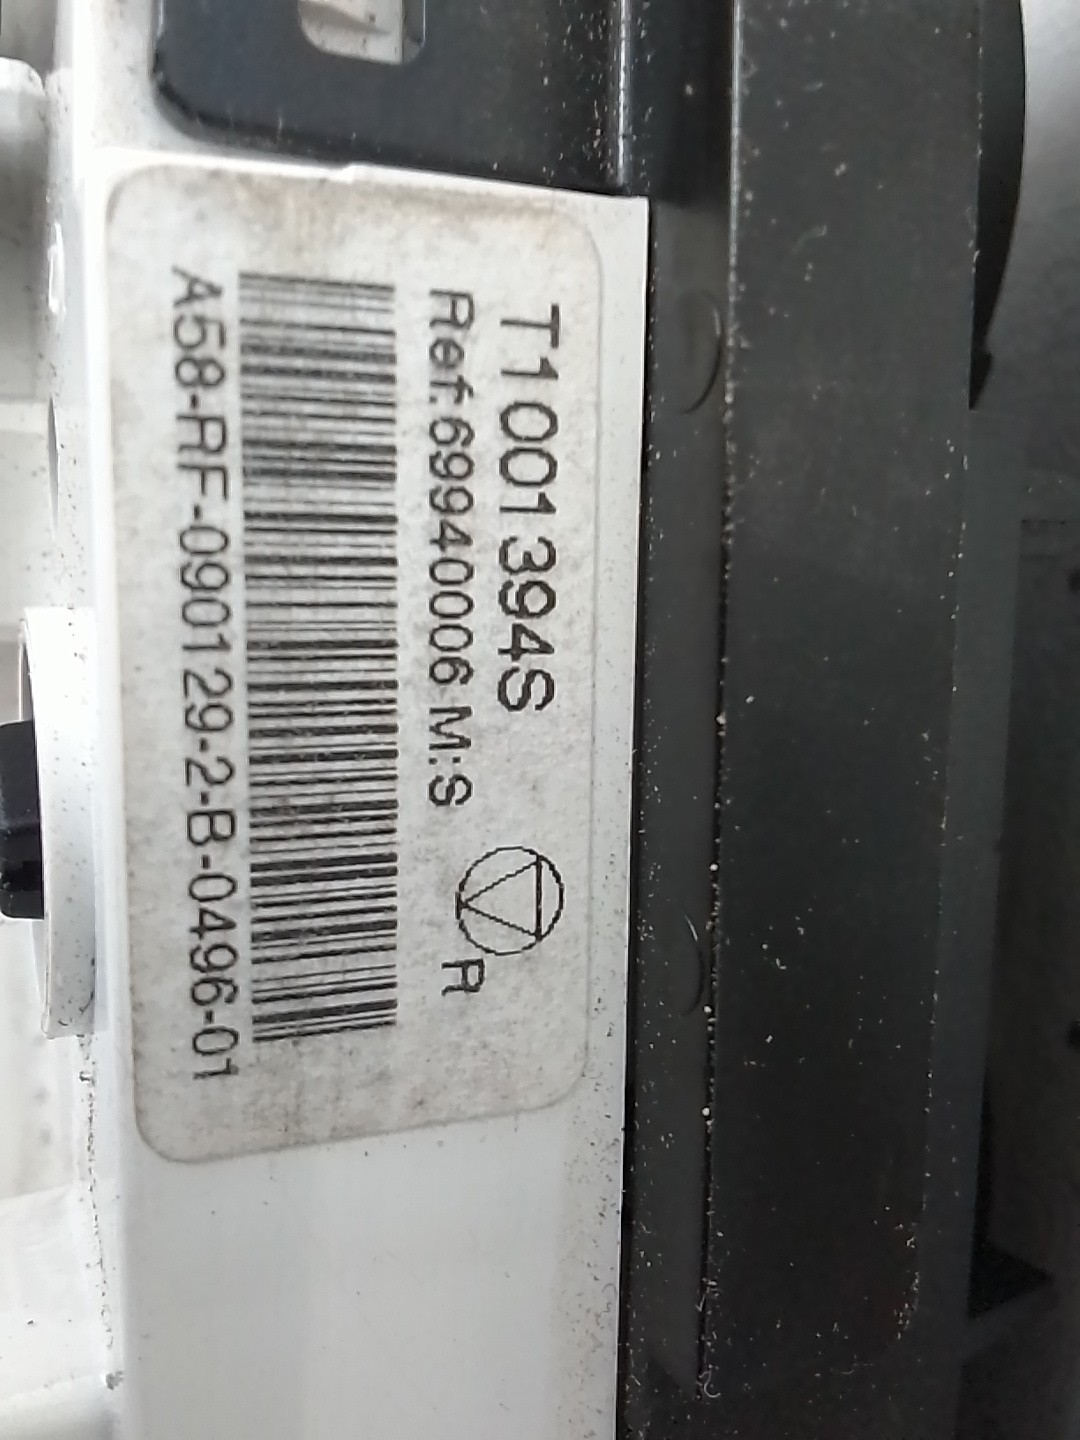 T1001394S
Ref:69940006 M:S
R
A58-RF-090129-2-B-0496-01